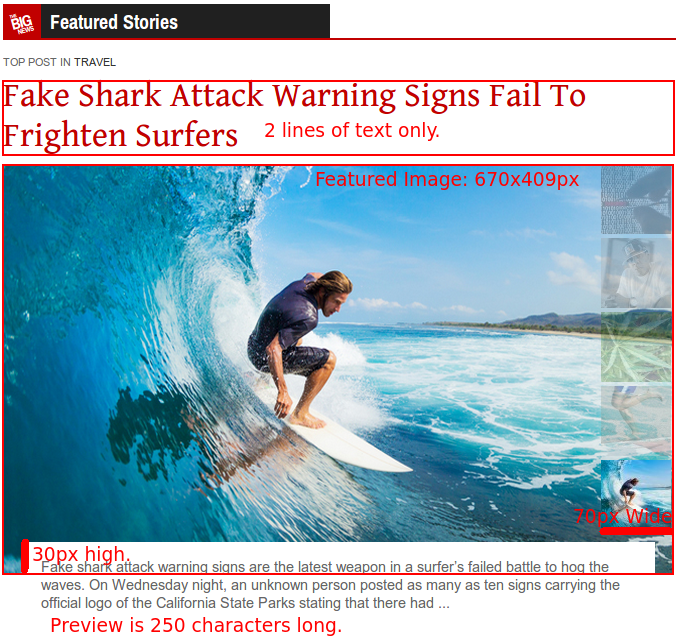 THE
BIG
NEWS
Featured Stories
TOP POST IN TRAVEL
Fake Shark Attack Warning Signs Fail To
Frighten Surfers
2 lines of text only.
Featured Image: 670x409px
70px Wide
30px high.
Fake shark attack warning signs are the latest weapon in a surfer’s failed battle to hog the
waves. On Wednesday night, an unknown person posted as many as ten signs carrying the
official logo of the California State Parks stating that there had ...
Preview is 250 characters long.